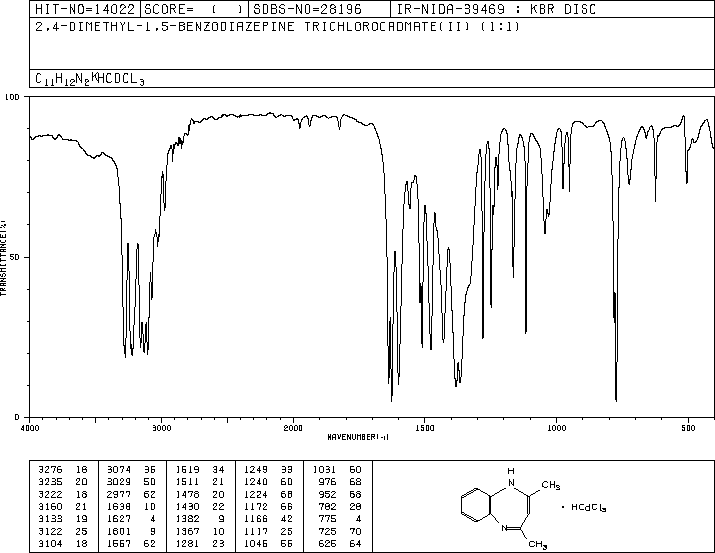 HIT-NO=14022 SCORE= ( ) SDBS-NO=28196 IR-NIDA-39469 : KBR DISC
2,4-DIMETHYL-1,5-BENZODIAZEPINE TRICHLOROCADMATE(II) (1:1)
C11H12N2*HCDCL3
100
50
0
TRANSMITTANCE(%)
4000 3000 2000 1500 1000 500
WAVENUMBER(-1)
3276 18 3074 36 1619 34 1249 33 1031 60
3235 20 3029 50 1511 21 1240 60 976 68
3222 18 2977 62 1478 20 1224 68 952 68
3160 21 1638 10 1430 22 1172 66 782 28
3133 19 1627 4 1382 9 1166 42 775 4
3122 25 1601 9 1367 10 1117 25 725 70
3104 18 1557 62 1281 23 1046 55 626 64
H
N
CH3
· HCdCl3
N
CH3